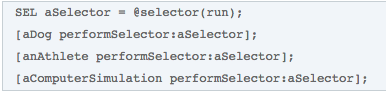 SEL aSelector = @selector(run);
[aDog performSelector:aSelector];
[anAthlete performSelector:aSelector];
[aComputerSimulation performSelector:aSelector];